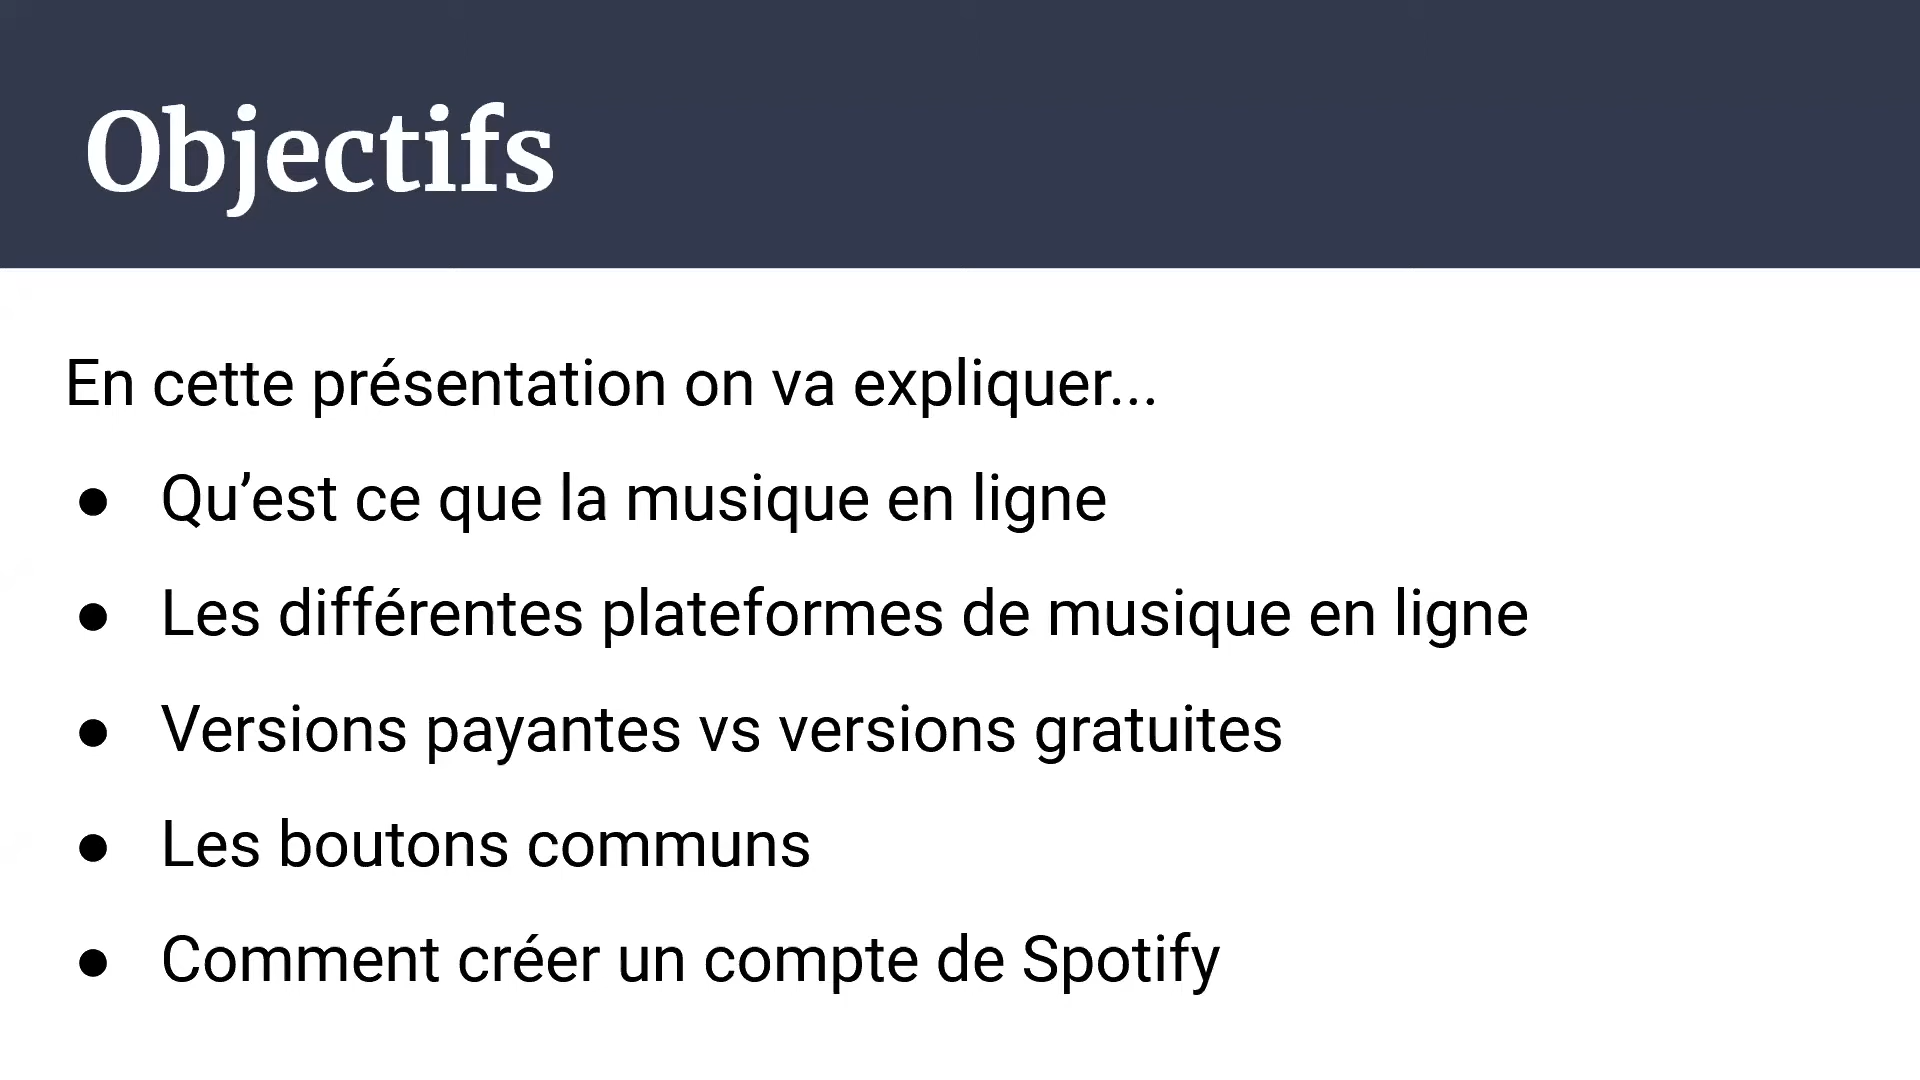 Objectifs
En cette présentation on va expliquer...
● Qu’est ce que la musique en ligne
● Les différentes plateformes de musique en ligne
● Versions payantes vs versions gratuites
● Les boutons communs
● Comment créer un compte de Spotify